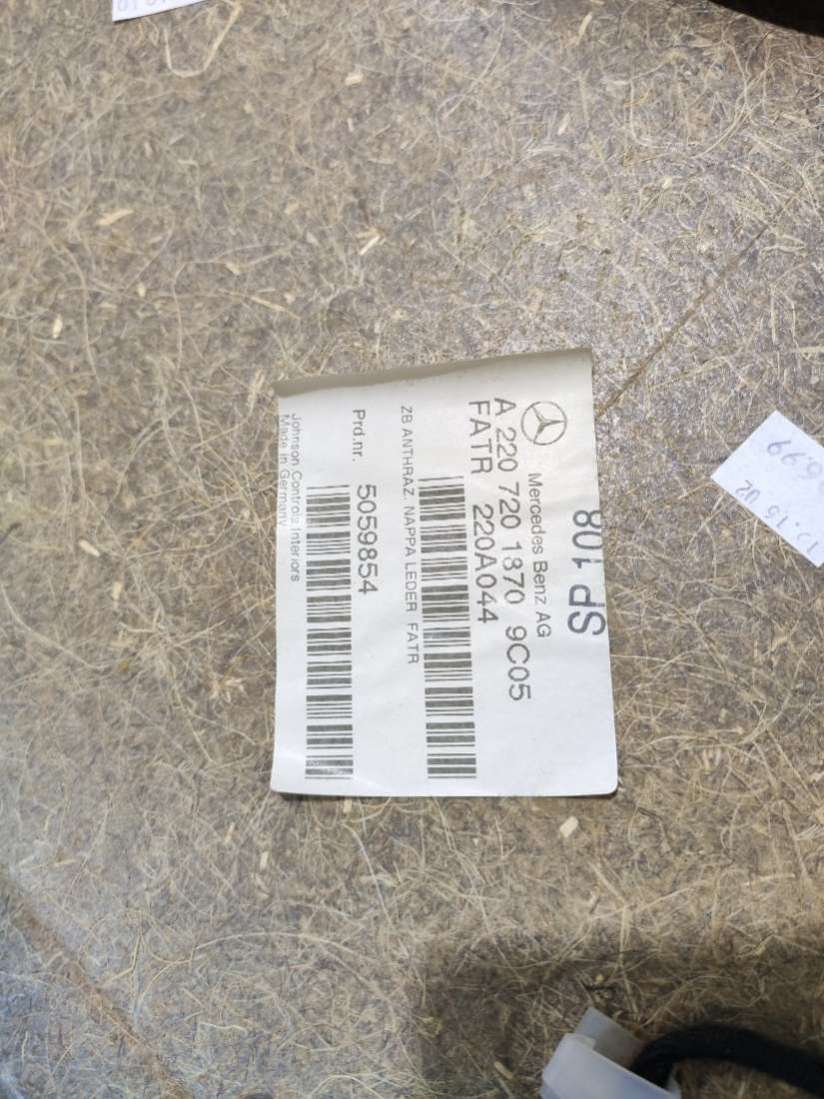 SP 108
Mercedes Benz AG
A 220 720 1370 9C05
FATR 220A044
ZB ANTHRAZ. NAPPA LEDER FATR
Prd.nr. 5059854
Johnson Controls Interiors
Made in Germany